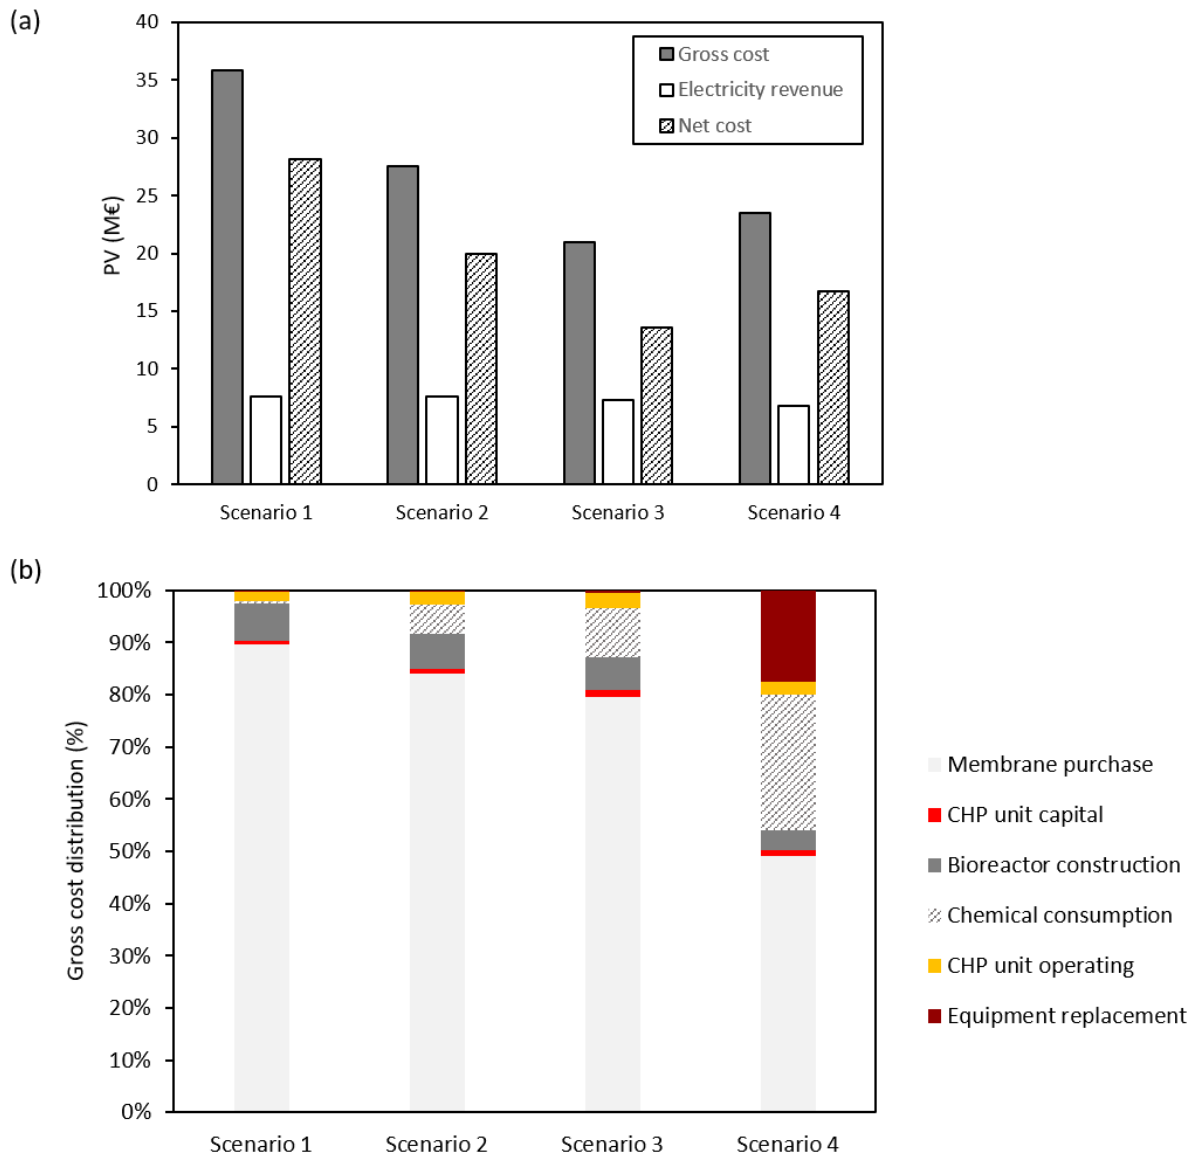 (a)
40
35
30
25
20
15
10
5
0
PV (M€)
Gross cost
Electricity revenue
Net cost
Scenario 1 Scenario 2 Scenario 3 Scenario 4
(b)
100%
90%
80%
70%
60%
50%
40%
30%
20%
10%
0%
Gross cost distribution (%)
Membrane purchase
CHP unit capital
Bioreactor construction
Chemical consumption
CHP unit operating
Equipment replacement
Scenario 1 Scenario 2 Scenario 3 Scenario 4